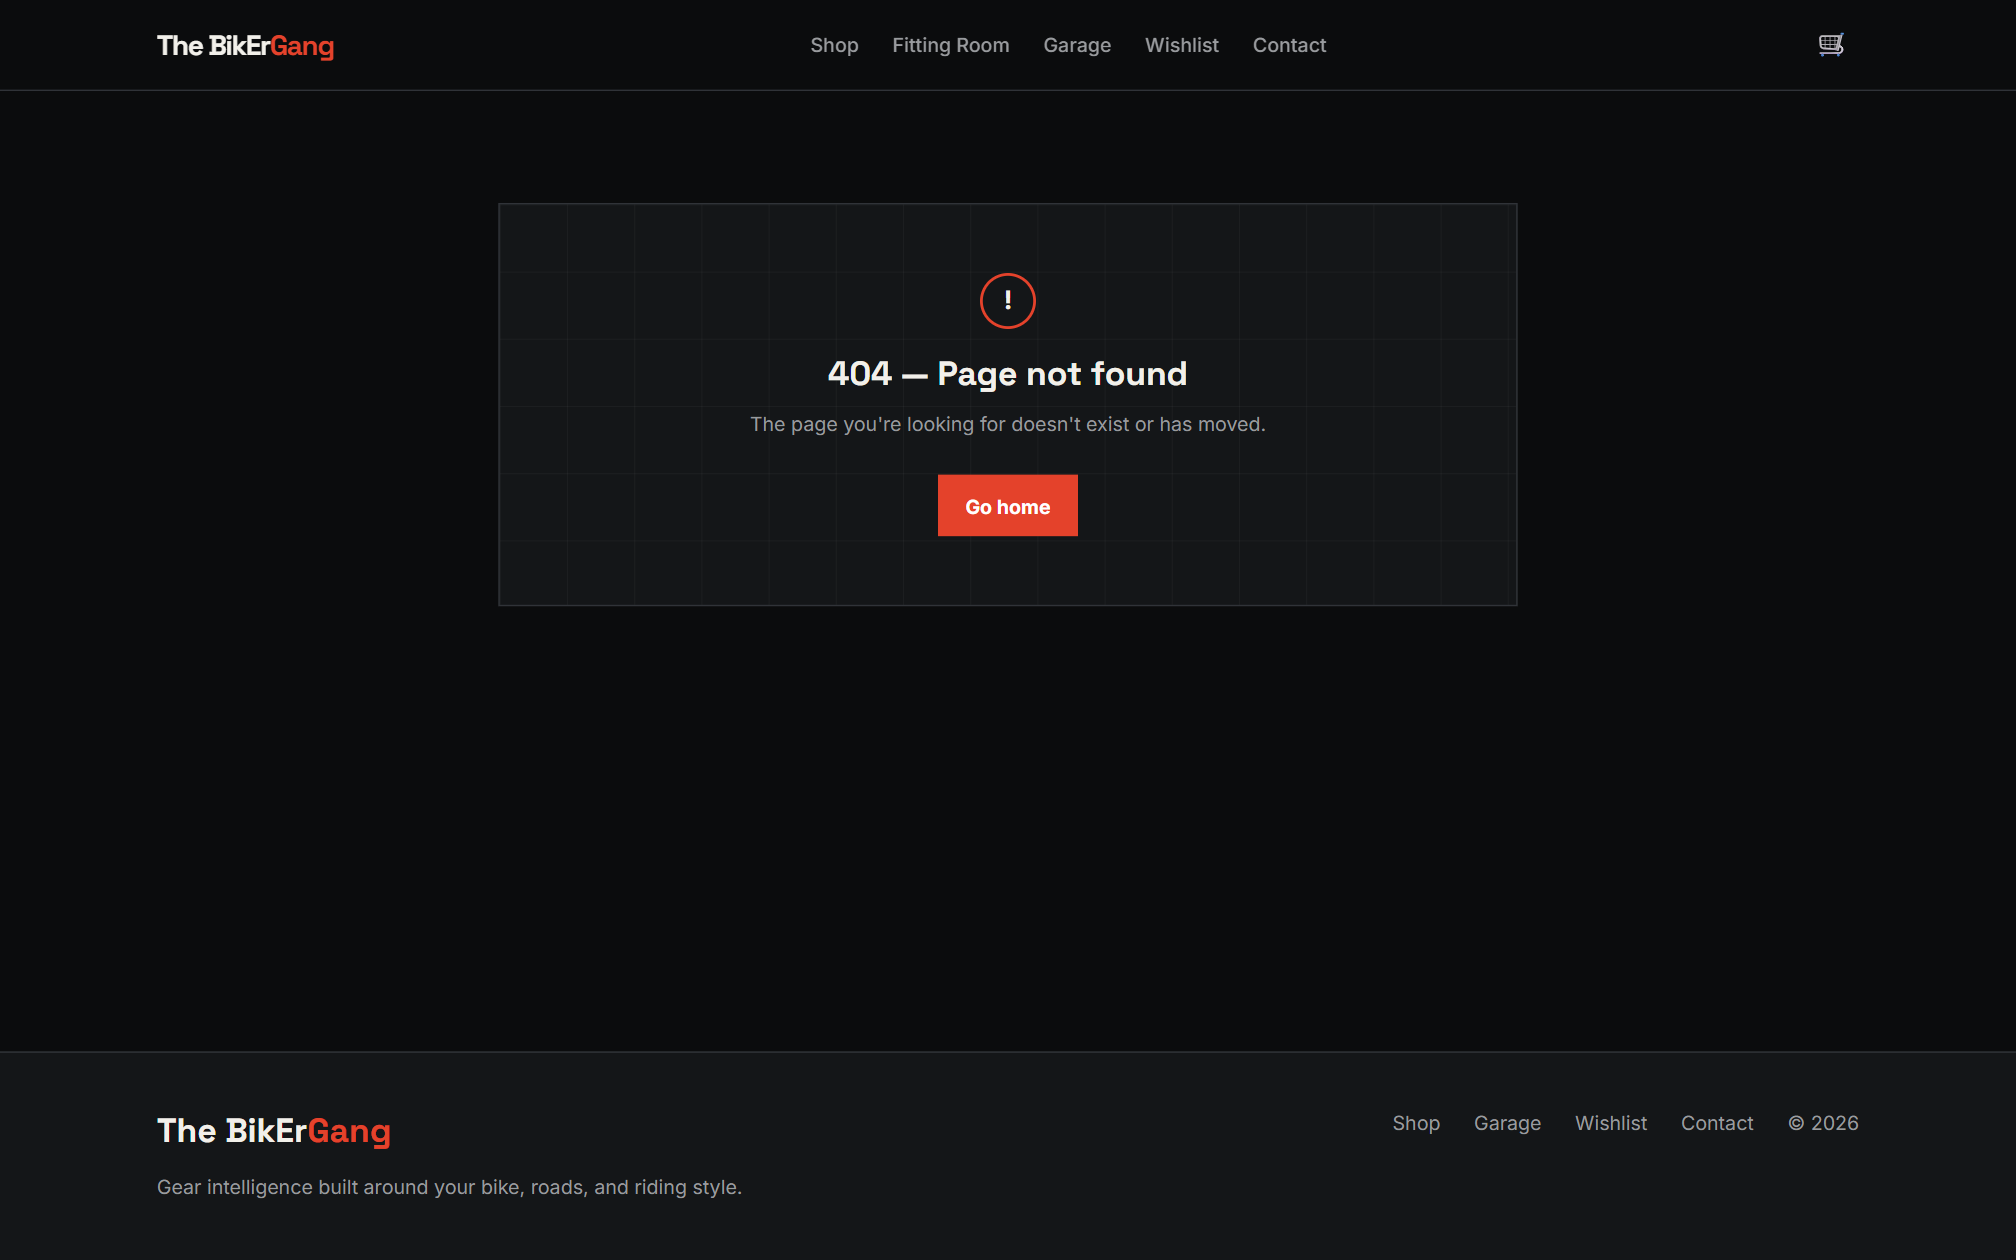 The BikErGang
Shop Fitting Room Garage Wishlist Contact
!
404 — Page not found
The page you're looking for doesn't exist or has moved.
Go home
The BikErGang
Shop Garage Wishlist Contact © 2026
Gear intelligence built around your bike, roads, and riding style.